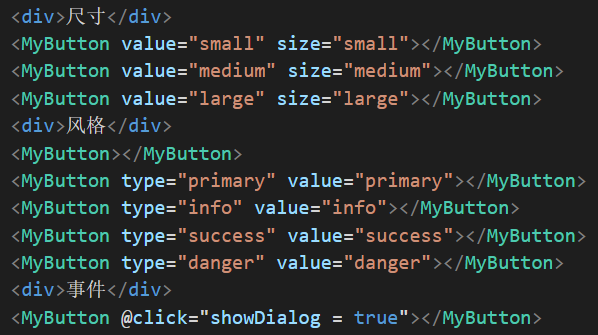 <div>尺寸</div>
<MyButton value="small" size="small"></MyButton>
<MyButton value="medium" size="medium"></MyButton>
<MyButton value="large" size="large"></MyButton>
<div>风格</div>
<MyButton></MyButton>
<MyButton type="primary" value="primary"></MyButton>
<MyButton type="info" value="info"></MyButton>
<MyButton type="success" value="success"></MyButton>
<MyButton type="danger" value="danger"></MyButton>
<div>事件</div>
<MyButton @click="showDialog = true"></MyButton>